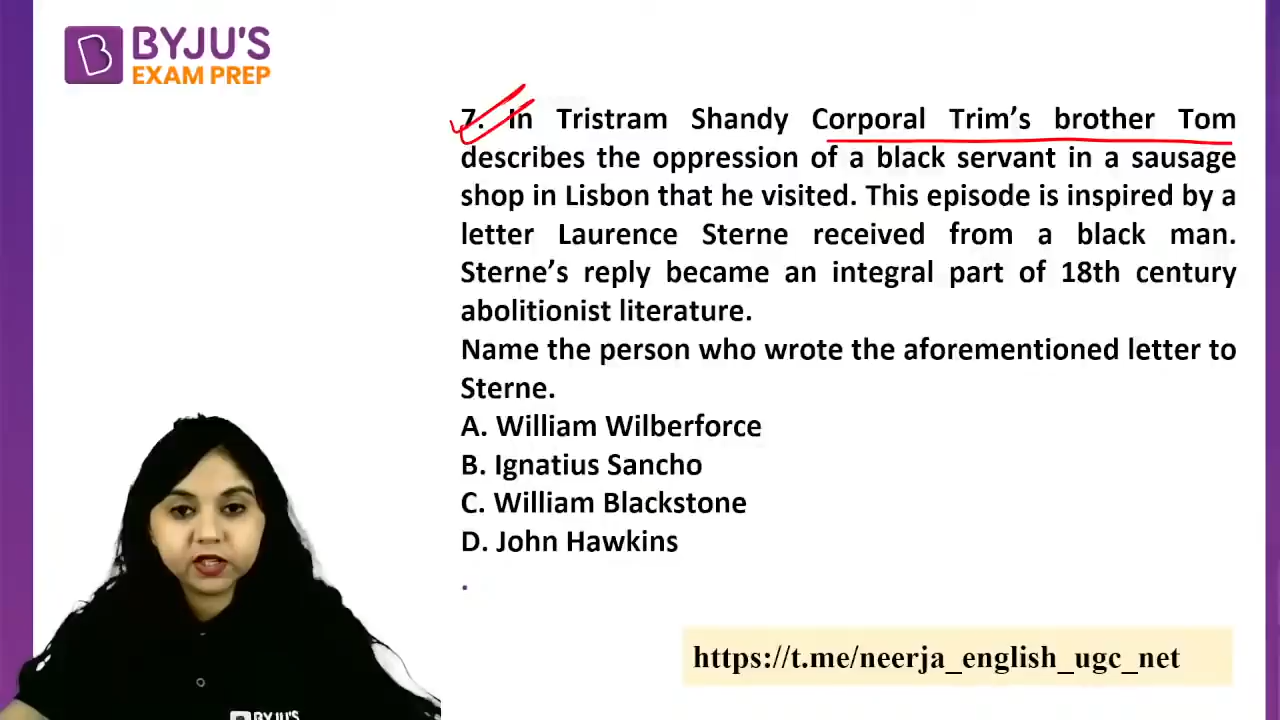 BYJU'S
EXAM PREP
7. In Tristram Shandy Corporal Trim's brother Tom
describes the oppression of a black servant in a sausage
shop in Lisbon that he visited. This episode is inspired by a
letter Laurence Sterne received from a black man.
Sterne's reply became an integral part of 18th century
abolitionist literature.
Name the person who wrote the aforementioned letter to
Sterne.
A. William Wilberforce
B. Ignatius Sancho
C. William Blackstone
D. John Hawkins
.
https://t.me/neerja_english_ugc_net
BYJU'S